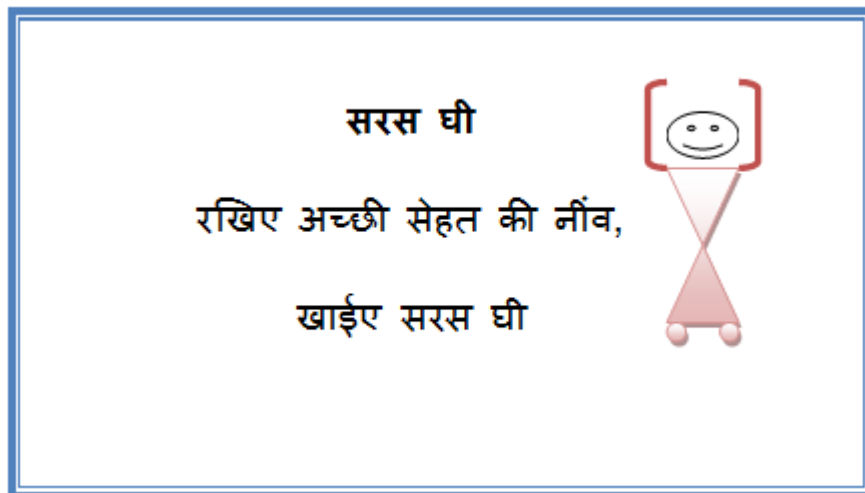 सरस घी
रखिए अच्छी सेहत की नींव,
खाईए सरस घी